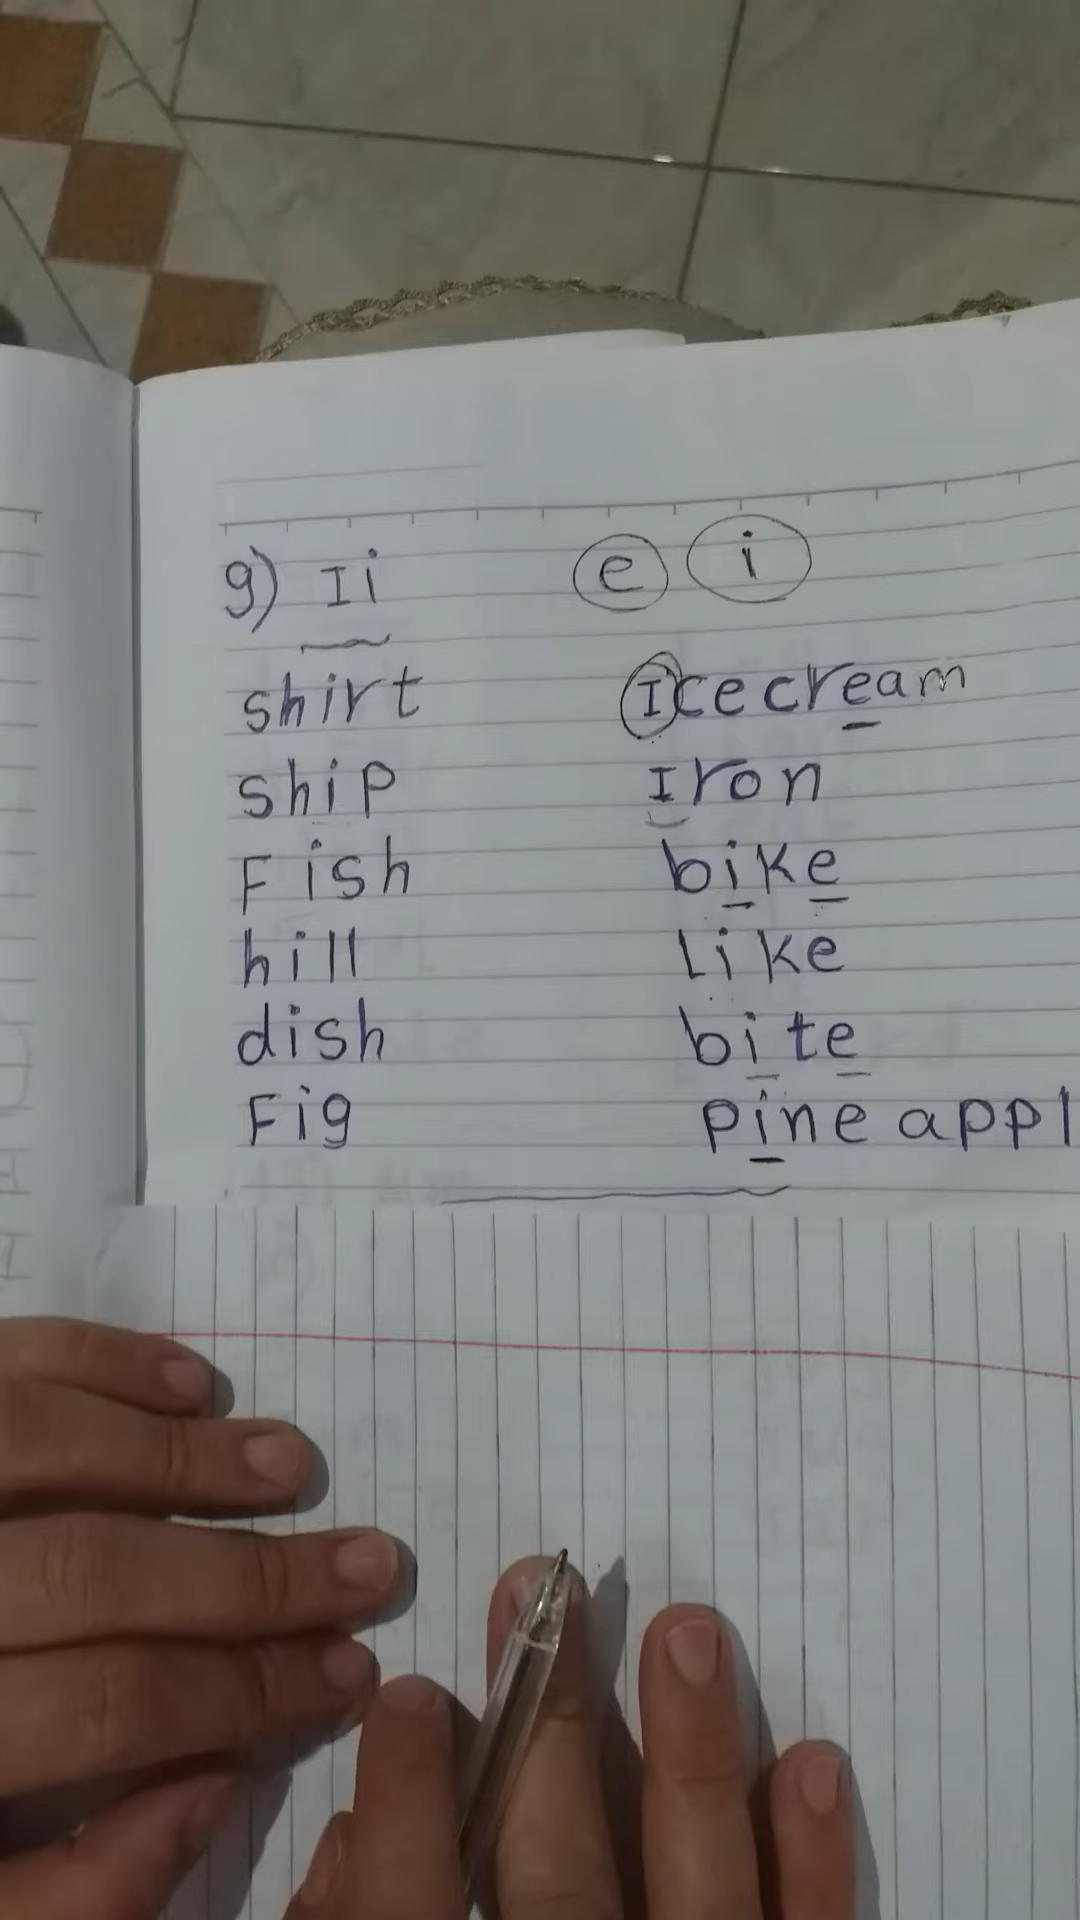 9) Ii e i
shirt Icecream
ship Iron
Fish bike
hill Like
dish bite
Fig pine appl